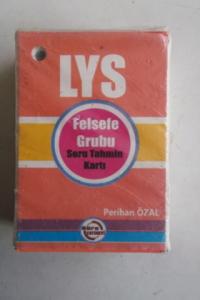 LYS
Felsefe
Grubu
Soru Tahmin
Kartı
Perihan ÖZAL